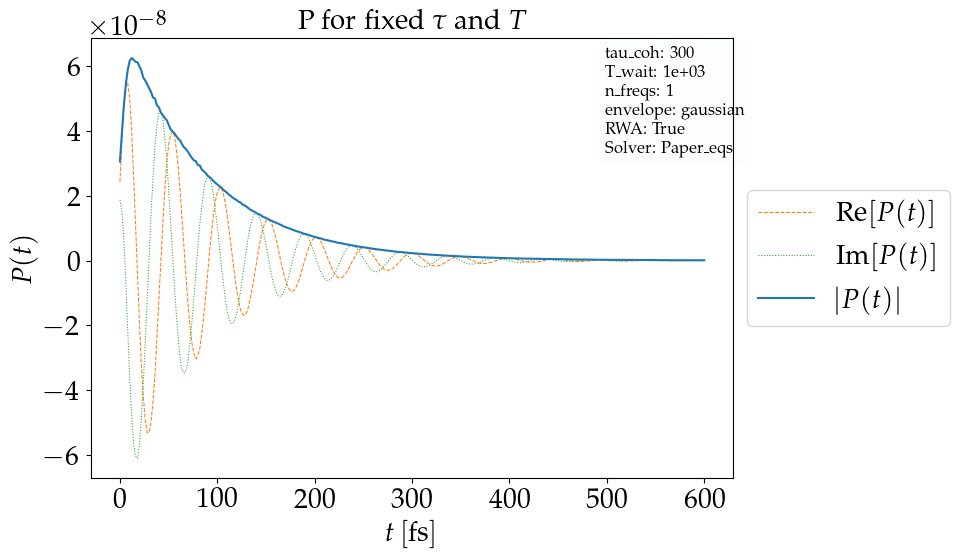 P for fixed τ and T
×10⁻⁸
tau_coh: 300
T_wait: 1e+03
n_freqs: 1
envelope: gaussian
RWA: True
Solver: Paper_eqs
6
4
2
0
−2
−4
−6
P(t)
0 100 200 300 400 500 600
t [fs]
Re[P(t)]
Im[P(t)]
|P(t)|